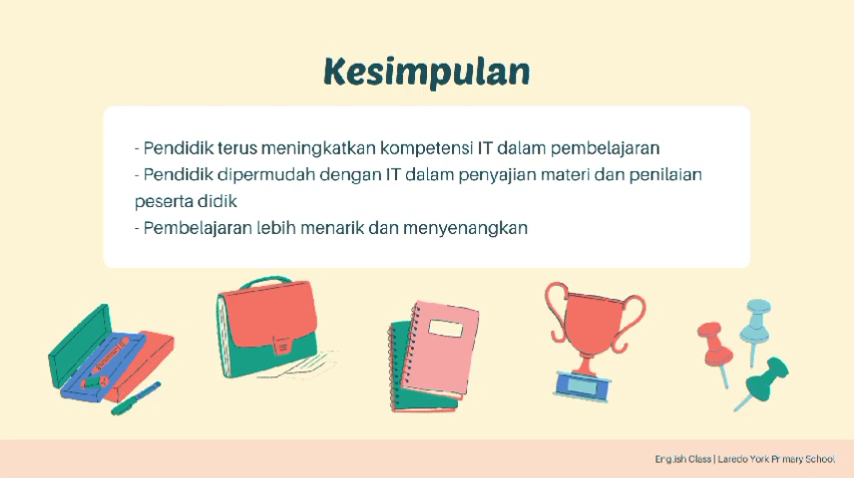 Kesimpulan
- Pendidik terus meningkatkan kompetensi IT dalam pembelajaran
- Pendidik dipermudah dengan IT dalam penyajian materi dan penilaian
peserta didik
- Pembelajaran lebih menarik dan menyenangkan
English Class | Laredo York Primary School